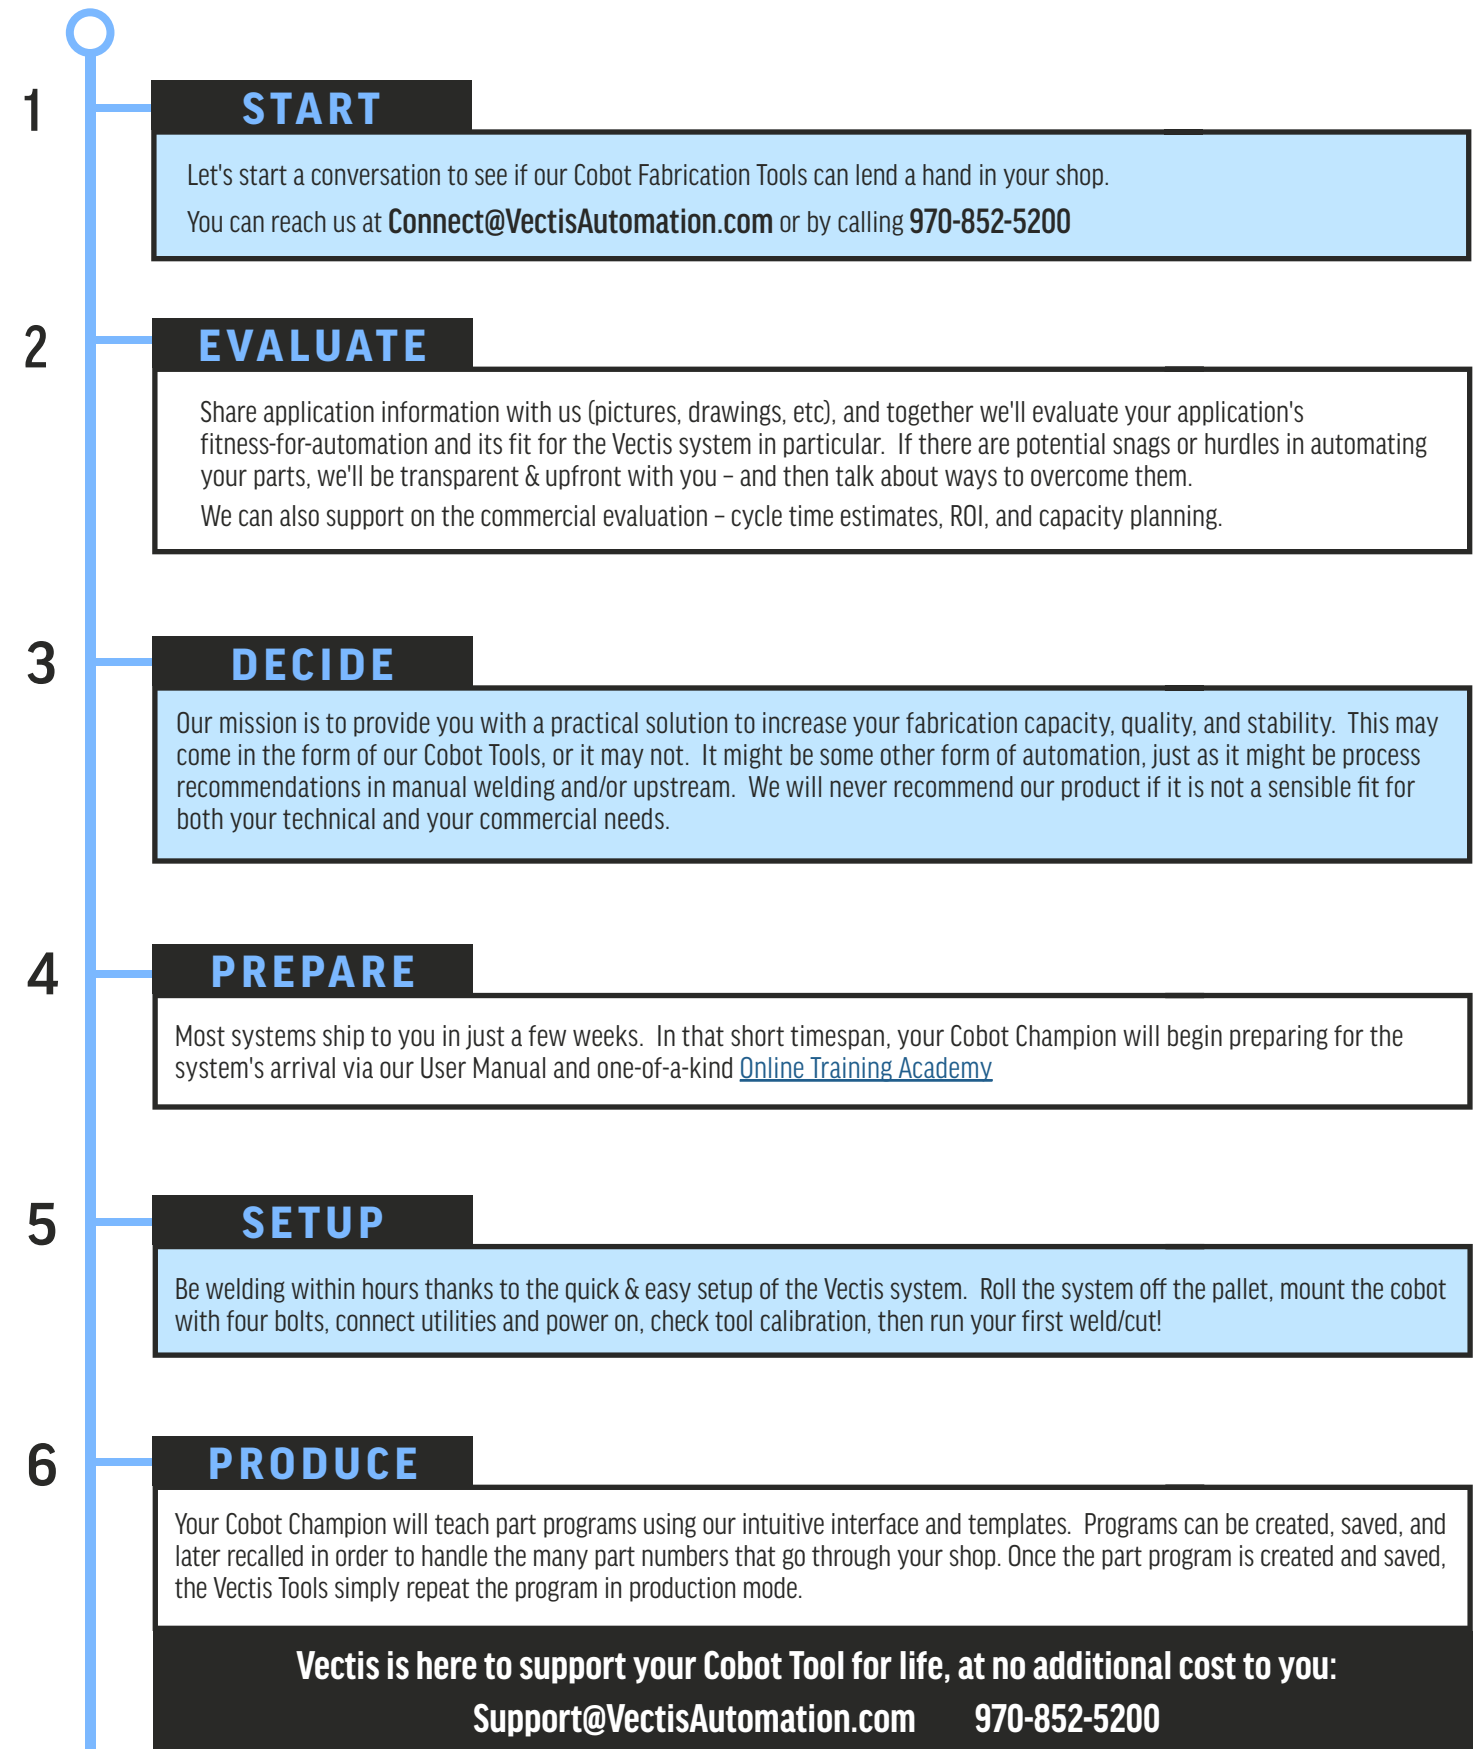 1
START
Let's start a conversation to see if our Cobot Fabrication Tools can lend a hand in your shop.
You can reach us at Connect@VectisAutomation.com or by calling 970-852-5200
2
EVALUATE
Share application information with us (pictures, drawings, etc), and together we'll evaluate your application's
fitness-for-automation and its fit for the Vectis system in particular.  If there are potential snags or hurdles in automating
your parts, we'll be transparent & upfront with you – and then talk about ways to overcome them.
We can also support on the commercial evaluation – cycle time estimates, ROI, and capacity planning.
3
DECIDE
Our mission is to provide you with a practical solution to increase your fabrication capacity, quality, and stability.  This may
come in the form of our Cobot Tools, or it may not.  It might be some other form of automation, just as it might be process
recommendations in manual welding and/or upstream.  We will never recommend our product if it is not a sensible fit for
both your technical and your commercial needs.
4
PREPARE
Most systems ship to you in just a few weeks.  In that short timespan, your Cobot Champion will begin preparing for the
system's arrival via our User Manual and one-of-a-kind Online Training Academy
5
SETUP
Be welding within hours thanks to the quick & easy setup of the Vectis system.  Roll the system off the pallet, mount the cobot
with four bolts, connect utilities and power on, check tool calibration, then run your first weld/cut!
6
PRODUCE
Your Cobot Champion will teach part programs using our intuitive interface and templates.  Programs can be created, saved, and
later recalled in order to handle the many part numbers that go through your shop. Once the part program is created and saved,
the Vectis Tools simply repeat the program in production mode.
Vectis is here to support your Cobot Tool for life, at no additional cost to you:
Support@VectisAutomation.com 970-852-5200